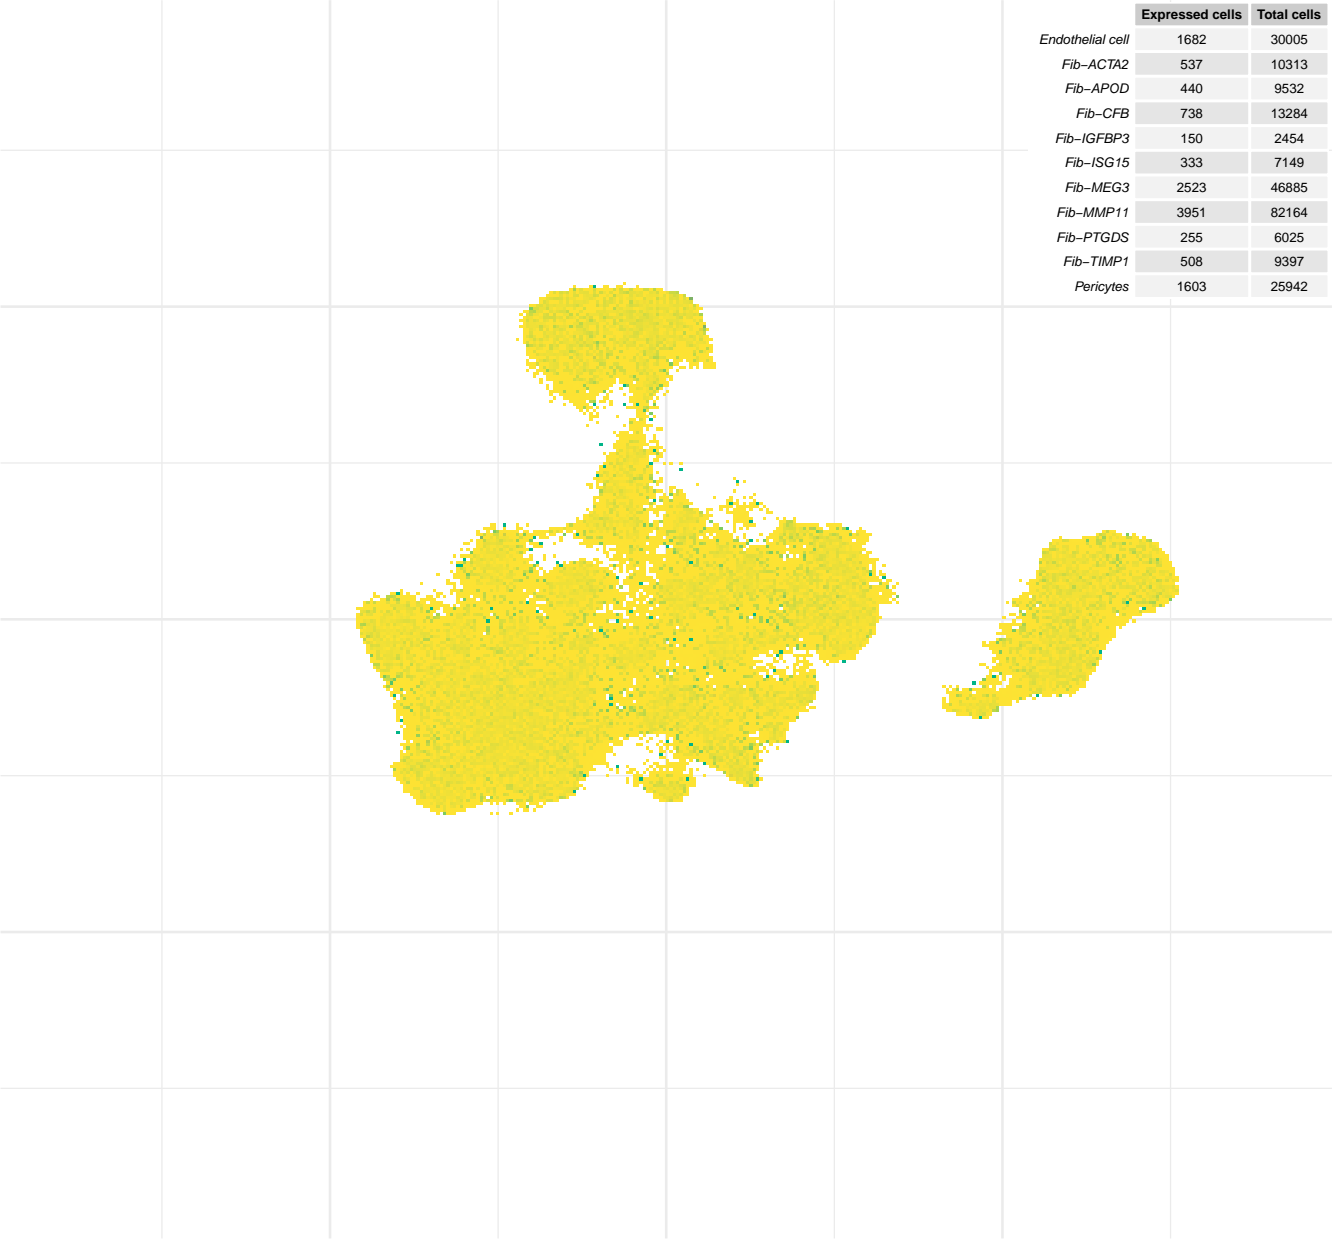 Expressed cells Total cells
Endothelial cell 1682 30005
Fib−ACTA2 537 10313
Fib−APOD 440 9532
Fib−CFB 738 13284
Fib−IGFBP3 150 2454
Fib−ISG15 333 7149
Fib−MEG3 2523 46885
Fib−MMP11 3951 82164
Fib−PTGDS 255 6025
Fib−TIMP1 508 9397
Pericytes 1603 25942